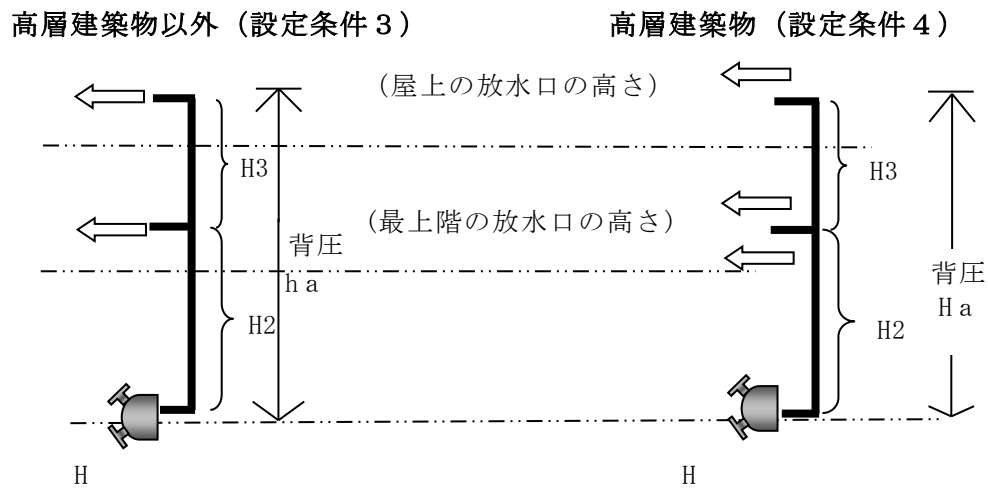 高層建築物以外（設定条件３）
高層建築物（設定条件４）
（屋上の放水口の高さ）
H3
H3
（最上階の放水口の高さ）
背圧
ｈａ
背圧
Ｈａ
H2
H2
H
H